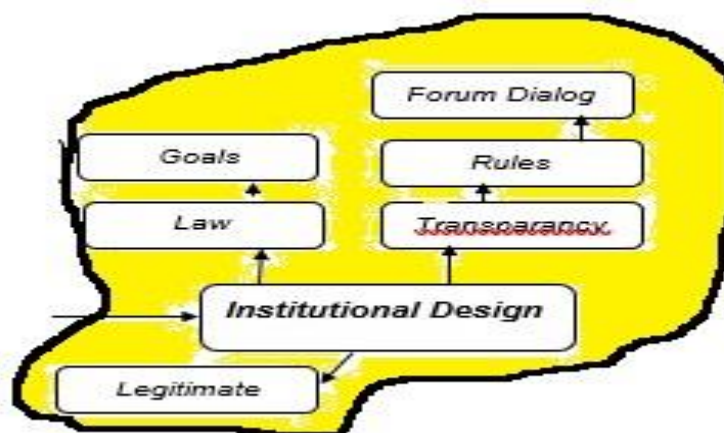 Forum Dialog
Goals
Rules
Law
Transparancy
Institutional Design
Legitimate